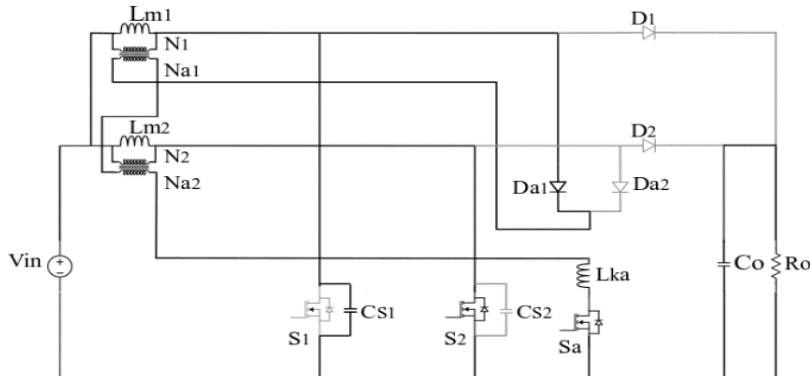 Lm1
D1
N1
Na1
Lm2
D2
N2
Na2
Da1
Da2
Vin
Lka
Co
Ro
CS1
CS2
S1
S2
Sa